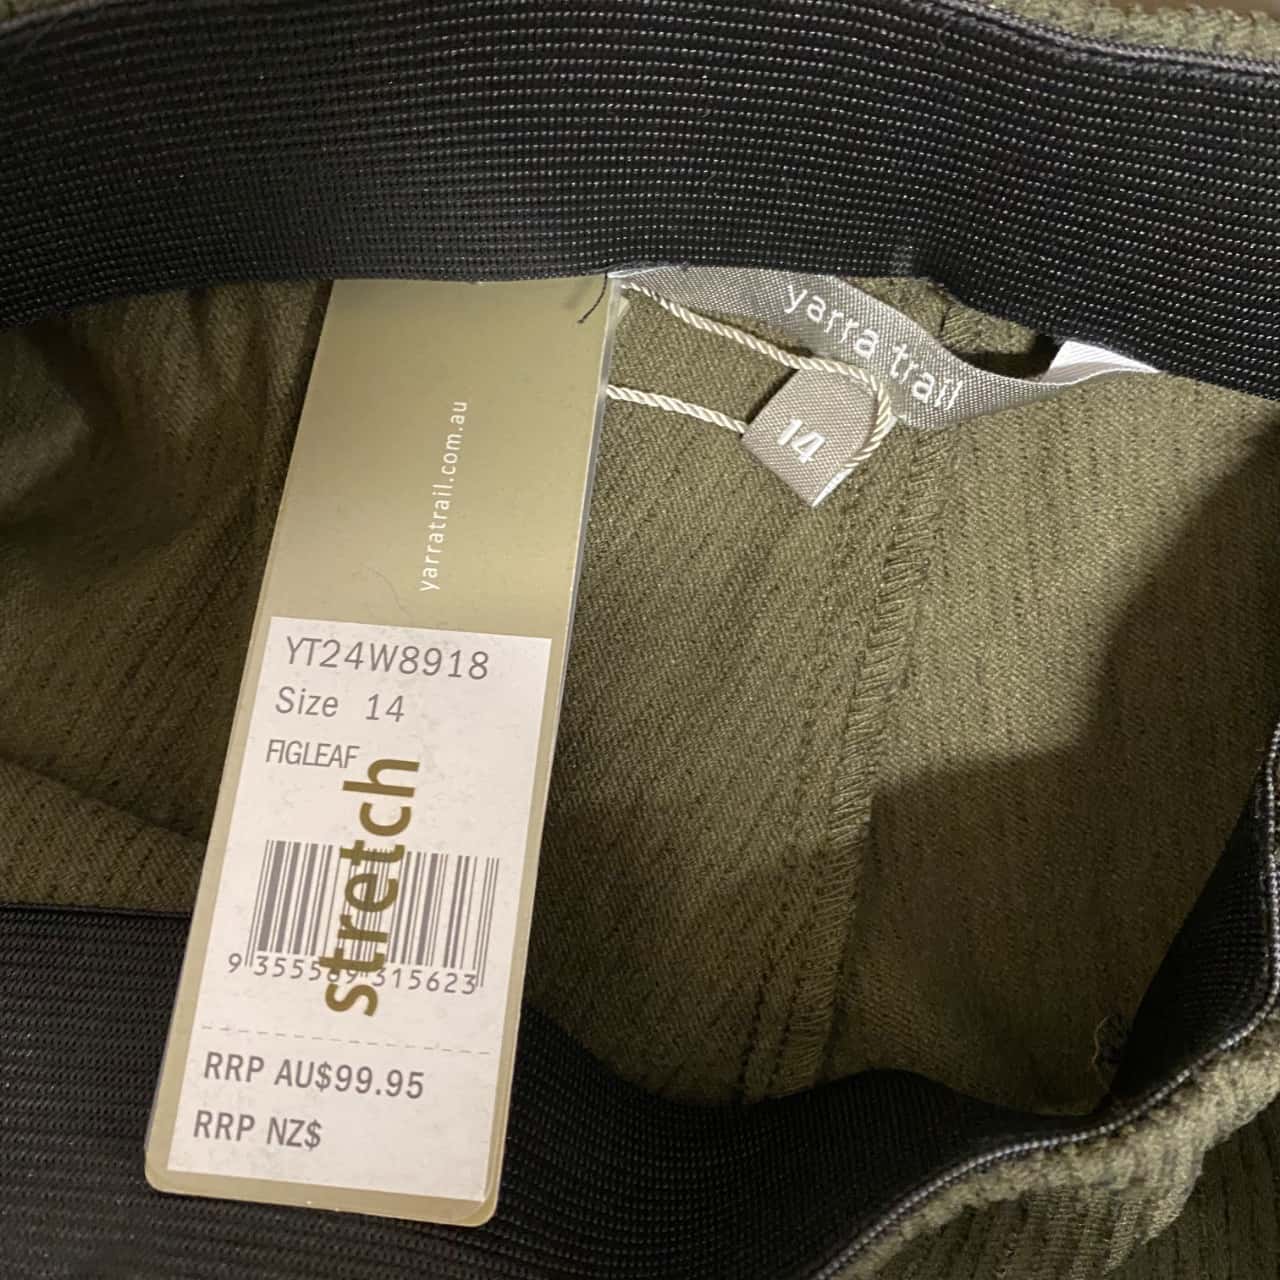 yarra trail
14
yarratrail.com.au
YT24W8918
Size 14
FIGLEAF
stretch
9 355569 315623
RRP AU$99.95
RRP NZ$